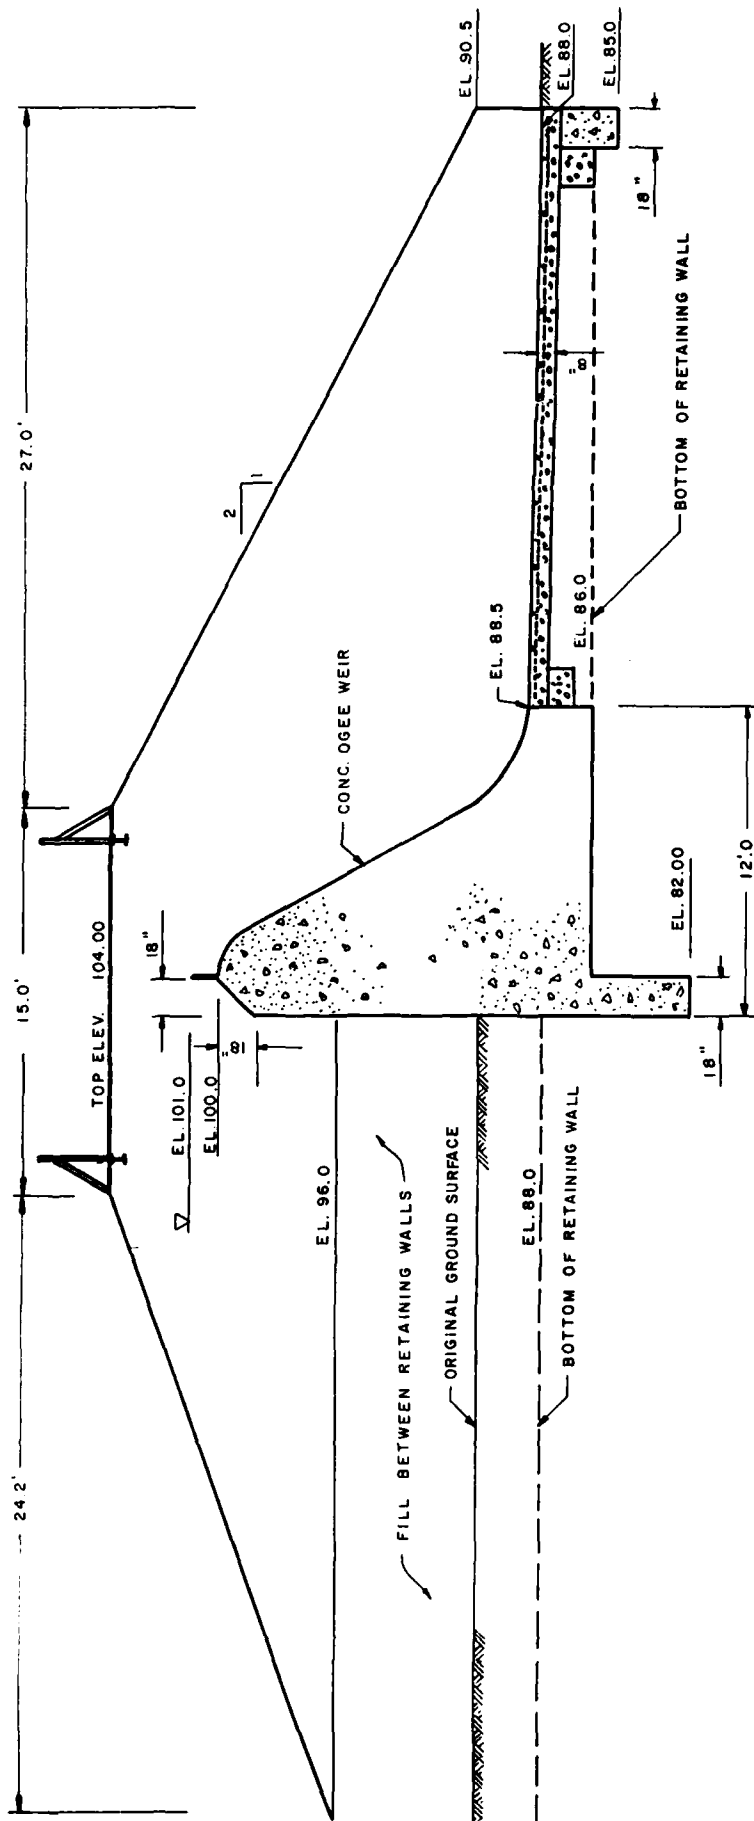 24.2'
15.0'
27.0'
TOP ELEV. 104.00
18"
EL. 101.0
EL. 100.0
EL. 96.0
FILL BETWEEN RETAINING WALLS
ORIGINAL GROUND SURFACE
EL. 88.0
BOTTOM OF RETAINING WALL
CONC. OGEE WEIR
2
1
EL. 90.5
EL. 88.5
EL. 88.0
EL. 85.0
8"
EL. 86.0
18"
BOTTOM OF RETAINING WALL
EL. 82.00
18"
12'.0